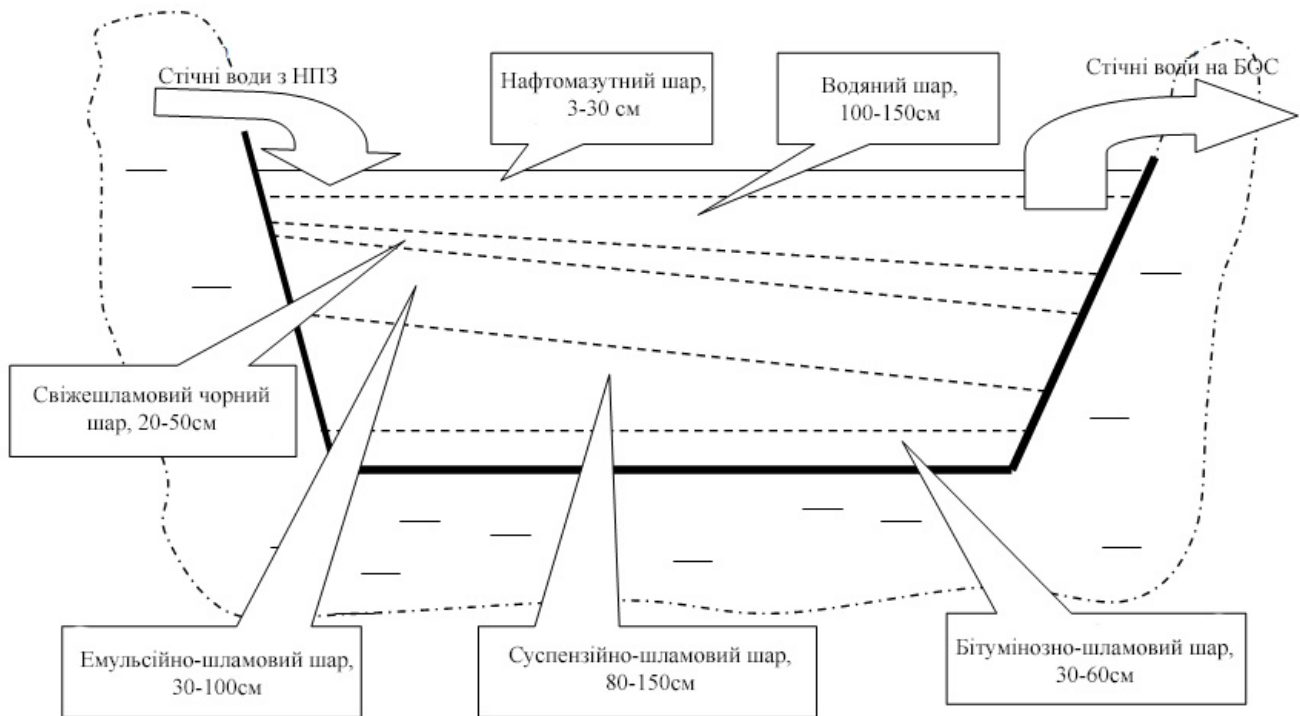 Стічні води з НПЗ
Нафтомазутний шар,
3-30 см
Водяний шар,
100-150см
Стічні води на БОС
Свіжешламовий чорний
шар, 20-50см
Емульсійно-шламовий шар,
30-100см
Суспензійно-шламовий шар,
80-150см
Бітумінозно-шламовий шар,
30-60см